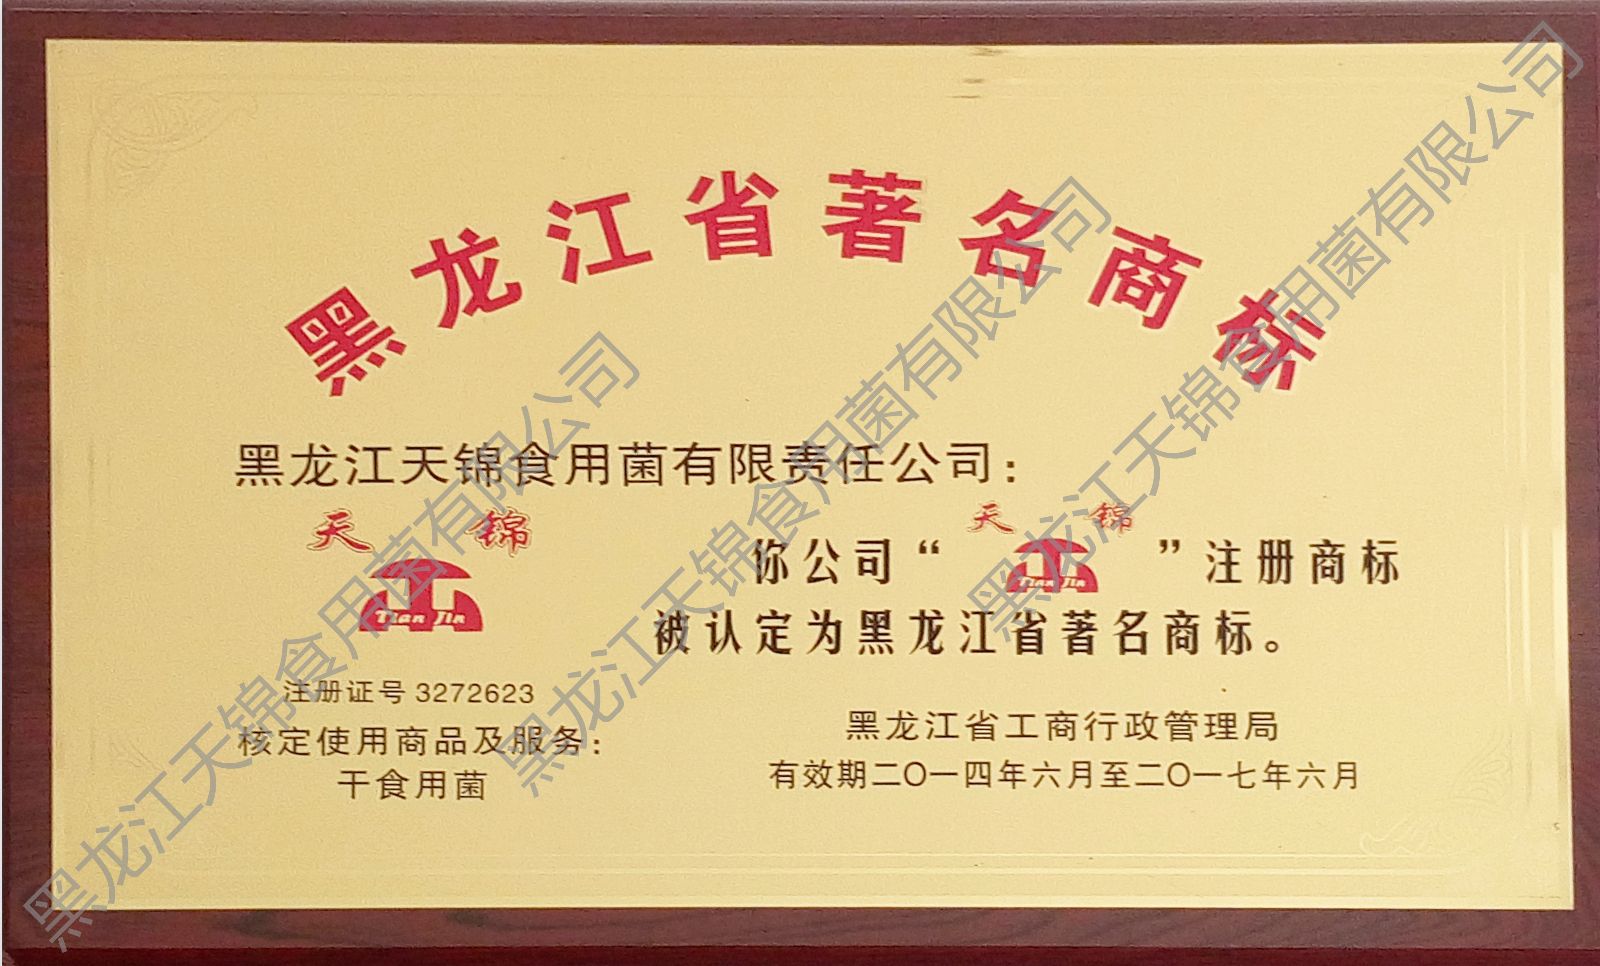 黑龙江省著名商标
黑龙江天锦食用菌有限责任公司：
天锦
Tian Jin
注册证号 3272623
核定使用商品及服务：
干食用菌
你公司“天锦 Tian Jin”注册商标
被认定为黑龙江省著名商标。
黑龙江省工商行政管理局
有效期二〇一四年六月至二〇一七年六月
黑龙江天锦食用菌有限公司
黑龙江天锦食用菌有限公司
黑龙江天锦食用菌有限公司